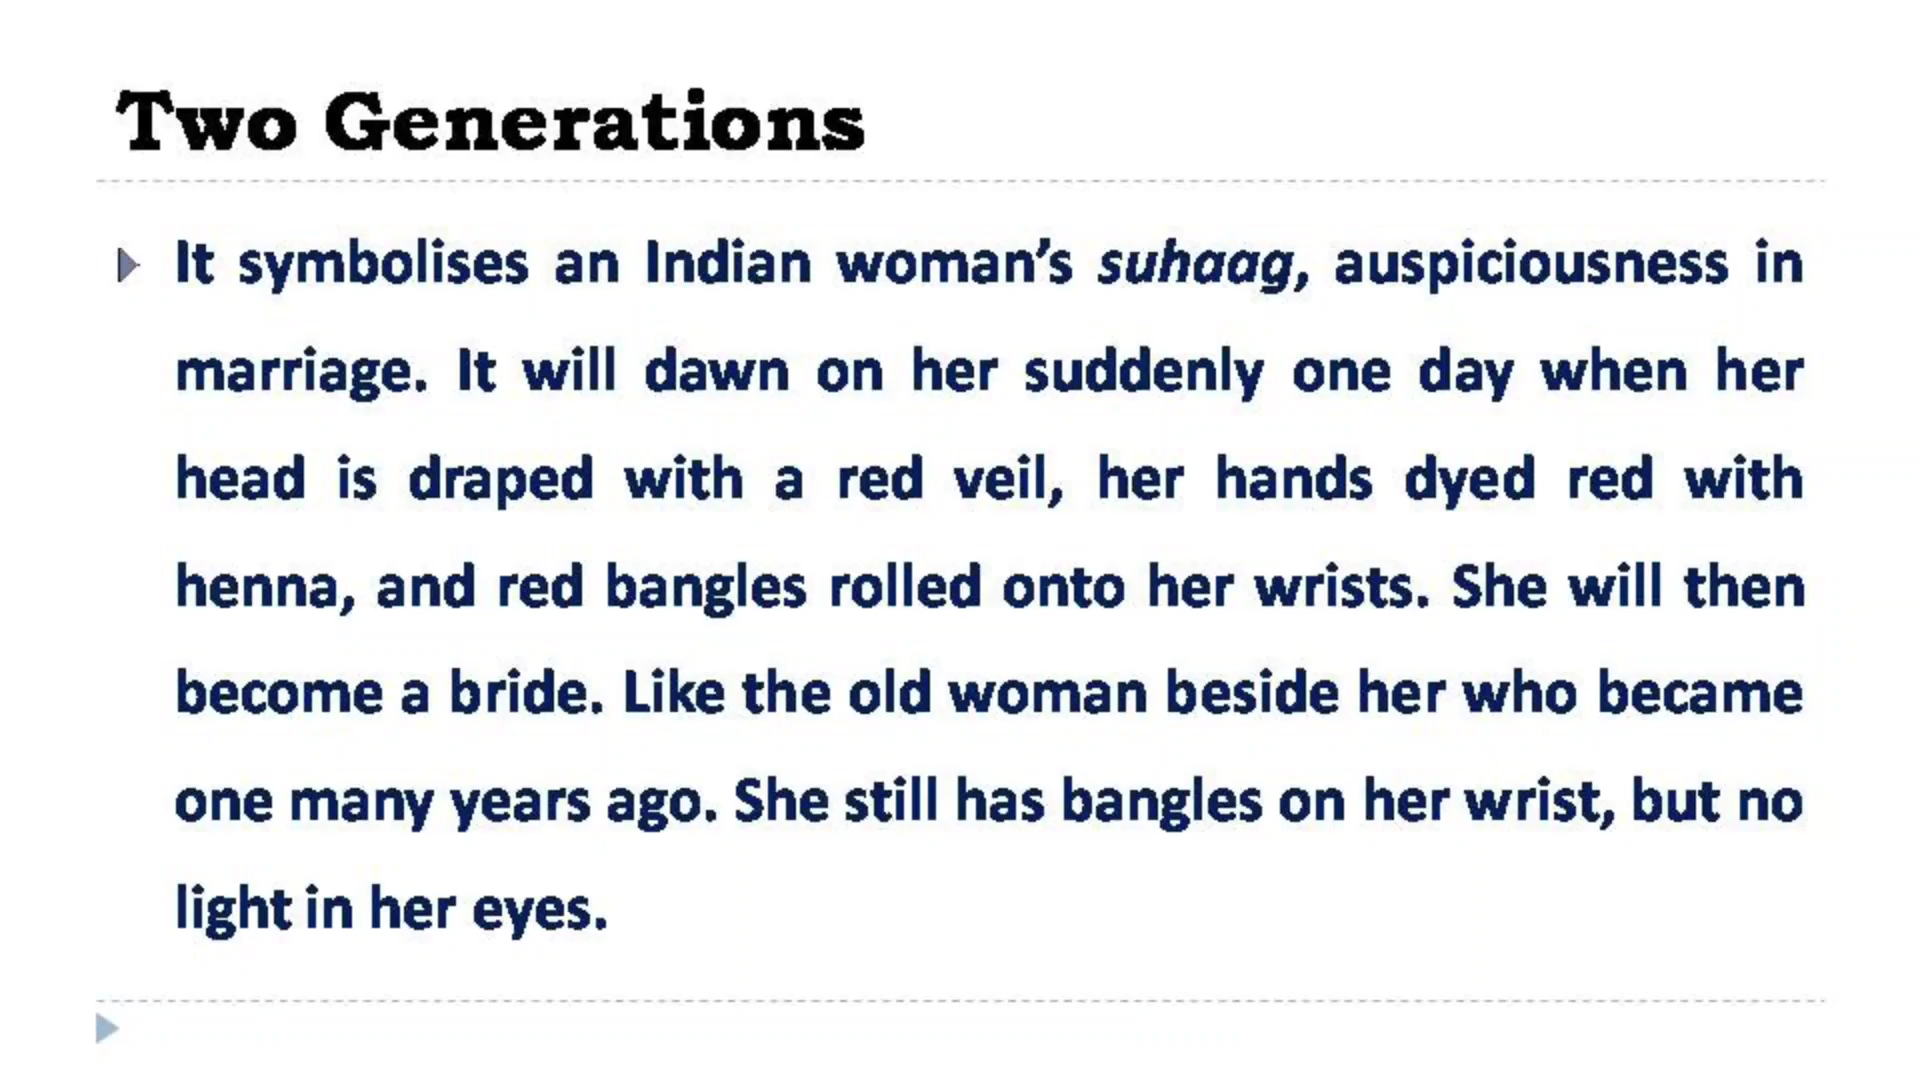 Two Generations
It symbolises an Indian woman’s suhaag, auspiciousness in
marriage. It will dawn on her suddenly one day when her
head is draped with a red veil, her hands dyed red with
henna, and red bangles rolled onto her wrists. She will then
become a bride. Like the old woman beside her who became
one many years ago. She still has bangles on her wrist, but no
light in her eyes.